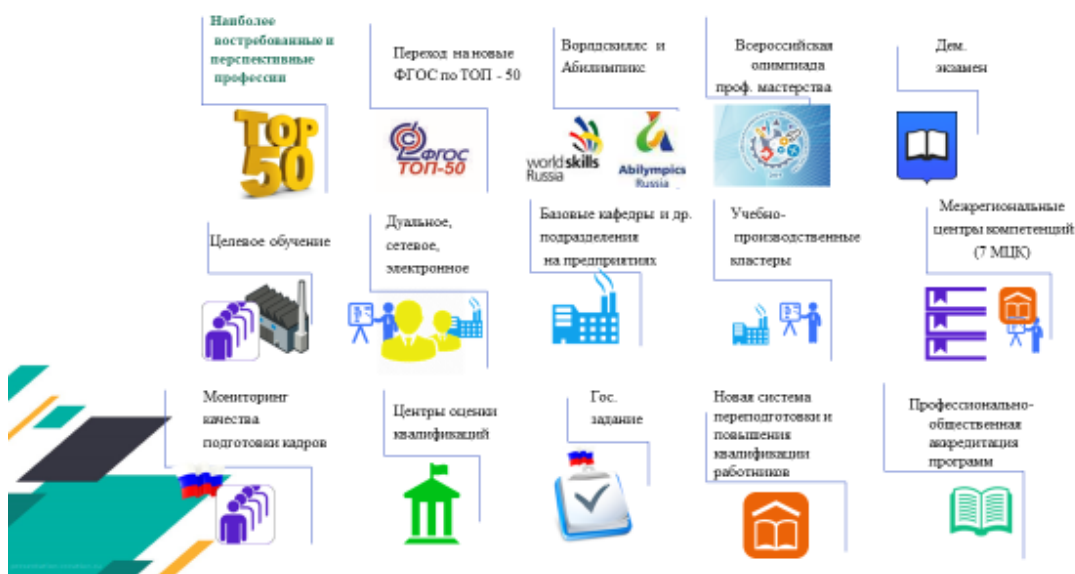 Наиболее
востребованные и
перспективные
профессии
Переход на новые
ФГОС по ТОП - 50
Ворлдскиллс и
Абилимпикс
Всероссийская
олимпиада
проф. мастерства
Дем.
экзамен
TOP
50
ФГОС
ТОП-50
worldskills
Russia
Abilympics
Russia
Целевое обучение
Дуальное,
сетевое,
электронное
Базовые кафедры и др.
подразделения
на предприятиях
Учебно-
производственные
кластеры
Межрегиональные
центры компетенций
(7 МЦК)
Мониторинг
качества
подготовки кадров
Центры оценки
квалификаций
Гос.
задание
Новая система
переподготовки и
повышения
квалификации
работников
Профессионально-
общественная
аккредитация
программ